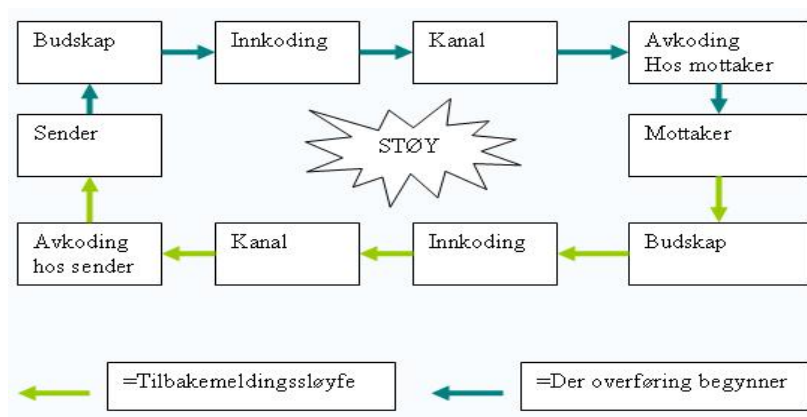 Budskap
Innkoding
Kanal
Avkoding
Hos mottaker
Sender
STØY
Mottaker
Avkoding
hos sender
Kanal
Innkoding
Budskap
=Tilbakemeldingssløyfe
=Der overføring begynner